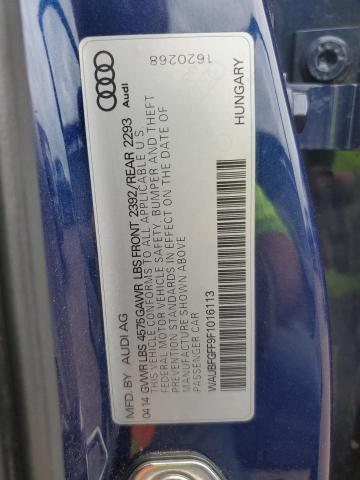 Audi
1620268
MFD. BY AUDI AG
04 14 GVWR LBS 4575 GAWR LBS FRONT 2392/REAR 2293
THIS VEHICLE CONFORMS TO ALL APPLICABLE U S
FEDERAL MOTOR VEHICLE SAFETY, BUMPER AND THEFT
PREVENTION STANDARDS IN EFFECT ON THE DATE OF
MANUFACTURE SHOWN ABOVE
PASSENGER CAR
WAUBFGFF9F1016113
HUNGARY